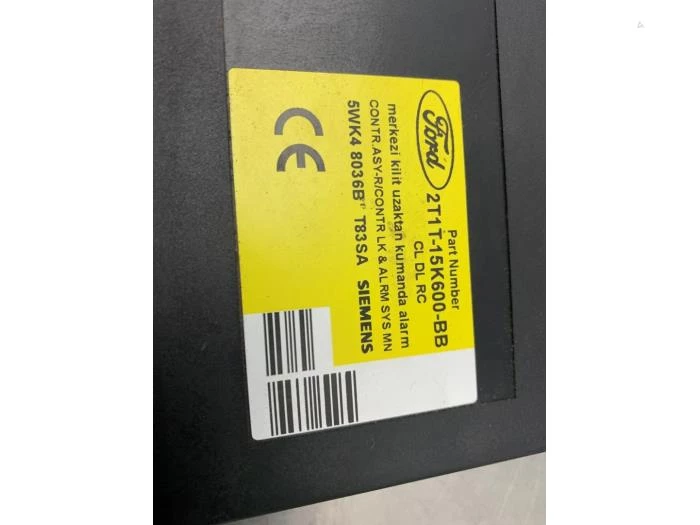 Ford
Part Number
2T1T-15K600-BB
CL DL RC
merkezi kilit uzaktan kumanda alarm
CONTR.ASY-R/CONTR LK & ALRM SYS MN
5WK4 8036B T83SA SIEMENS
CE